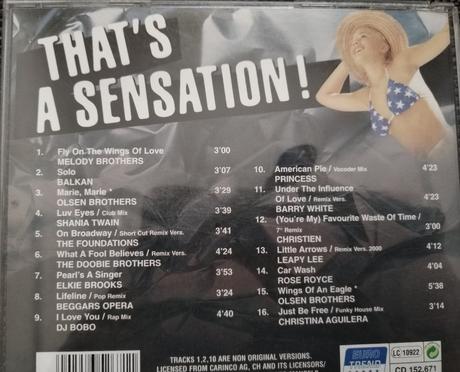 THAT'S
A SENSATION!
1. Fly On The Wings Of Love 3'00
MELODY BROTHERS
2. Solo 3'07
BALKAN
3. Marie, Marie * 3'29
OLSEN BROTHERS
4. Luv Eyes / Club Mix 3'39
SHANIA TWAIN
5. On Broadway / Short Cut Remix Vers. 3'41
THE FOUNDATIONS
6. What A Fool Believes / Remix Vers. 4'27
THE DOOBIE BROTHERS
7. Pearl's A Singer 3'53
ELKIE BROOKS
8. Lifeline / Pop Remix 3'24
BEGGARS OPERA
9. I Love You / Rap Mix 4'40
DJ BOBO
10. American Pie / Vocoder Mix 4'23
PRINCESS
11. Under The Influence
Of Love / Remix Vers. 4'23
BARRY WHITE
12. (You're My) Favourite Waste Of Time /
7" Remix 3'00
CHRISTIEN
13. Little Arrows / Remix Vers. 2000 4'12
LEAPY LEE
14. Car Wash 4'04
ROSE ROYCE
15. Wings Of An Eagle * 5'38
OLSEN BROTHERS
16. Just Be Free / Funky House Mix 3'14
CHRISTINA AGUILERA
TRACKS 1,2,10 ARE NON ORIGINAL VERSIONS.
LICENSED FROM CARINCO AG, CH AND ITS LICENSORS/
EURO
TREND
LC 10922
CD 152.671